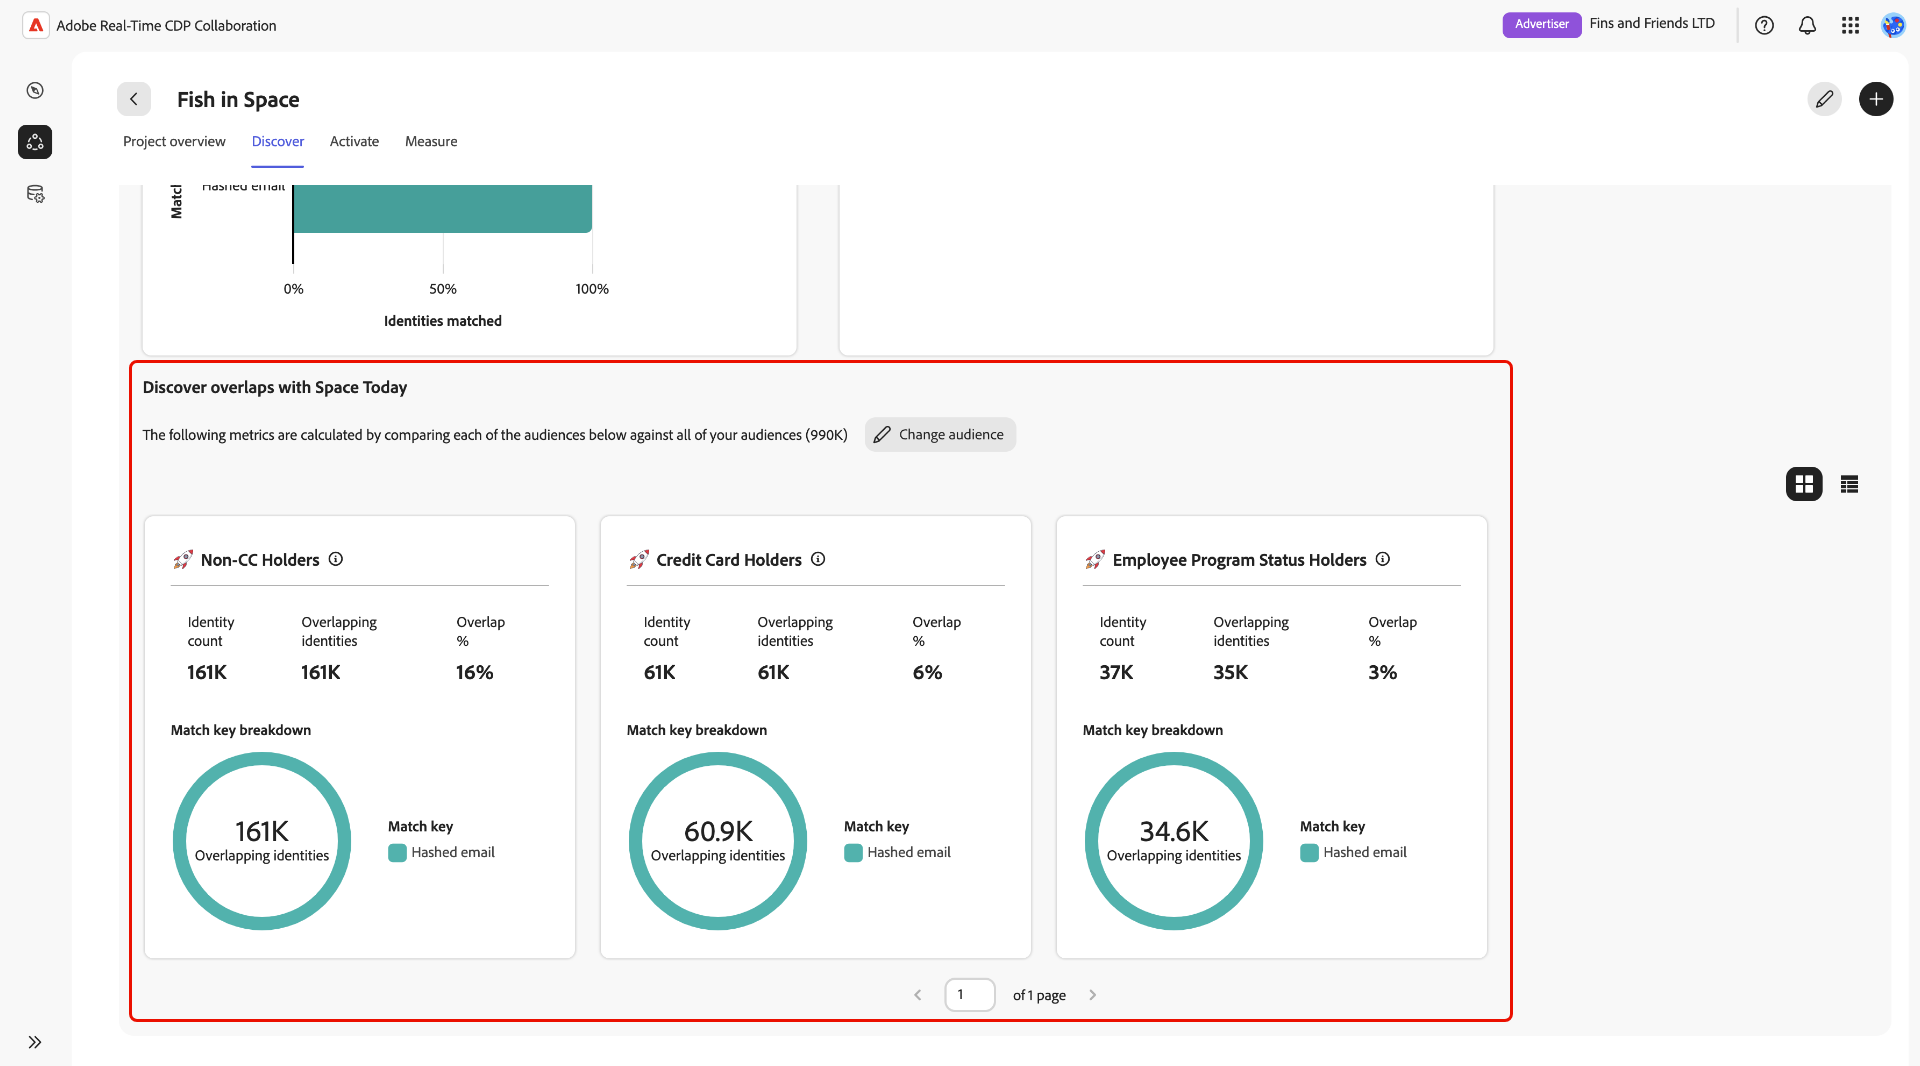 Adobe Real-Time CDP Collaboration
Advertiser Fins and Friends LTD
Fish in Space
Project overview Discover Activate Measure
Match
Hashed email
0% 50% 100%
Identities matched
Discover overlaps with Space Today
The following metrics are calculated by comparing each of the audiences below against all of your audiences (990K) Change audience
Non-CC Holders
Identity count
Overlapping identities
Overlap %
161K 161K 16%
Match key breakdown
161K
Overlapping identities
Match key
Hashed email
Credit Card Holders
Identity count
Overlapping identities
Overlap %
61K 61K 6%
Match key breakdown
60.9K
Overlapping identities
Match key
Hashed email
Employee Program Status Holders
Identity count
Overlapping identities
Overlap %
37K 35K 3%
Match key breakdown
34.6K
Overlapping identities
Match key
Hashed email
1 of 1 page